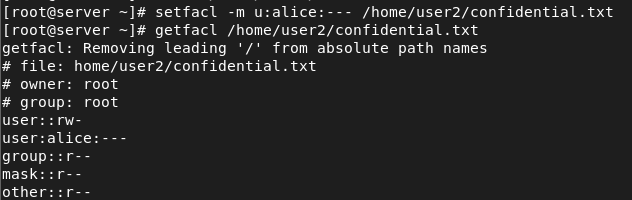 [root@server ~]# setfacl -m u:alice:--- /home/user2/confidential.txt
[root@server ~]# getfacl /home/user2/confidential.txt
getfacl: Removing leading '/' from absolute path names
# file: home/user2/confidential.txt
# owner: root
# group: root
user::rw-
user:alice:---
group::r--
mask::r--
other::r--